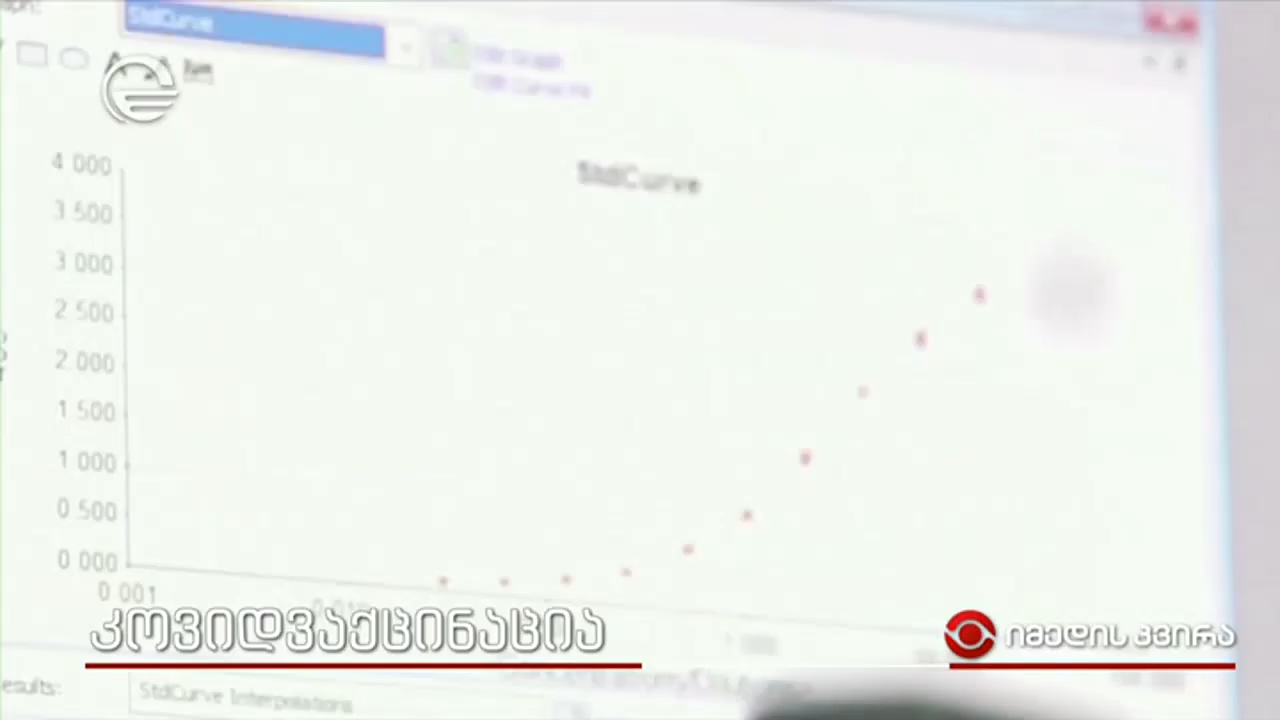 StdCurve
StdCurve
4 000
3 500
3 000
2 500
2 000
1 500
1 000
0 500
0 000
0 001
კოვიდვაქცინაცია
იმედის კვირა
StdCurve Interpolations